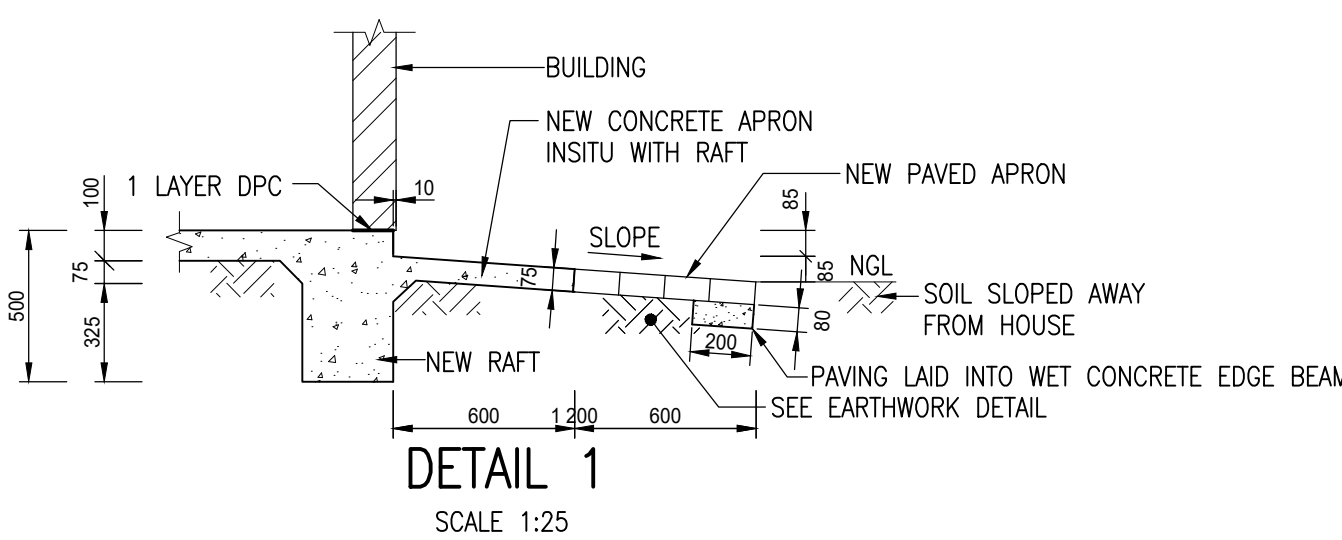 BUILDING
NEW CONCRETE APRON
INSITU WITH RAFT
NEW PAVED APRON
1 LAYER DPC
10
100
85
SLOPE
75
85
NGL
75
SOIL SLOPED AWAY
FROM HOUSE
500
325
80
200
NEW RAFT
PAVING LAID INTO WET CONCRETE EDGE BEAM
SEE EARTHWORK DETAIL
600
1 200
600
DETAIL 1
SCALE 1:25